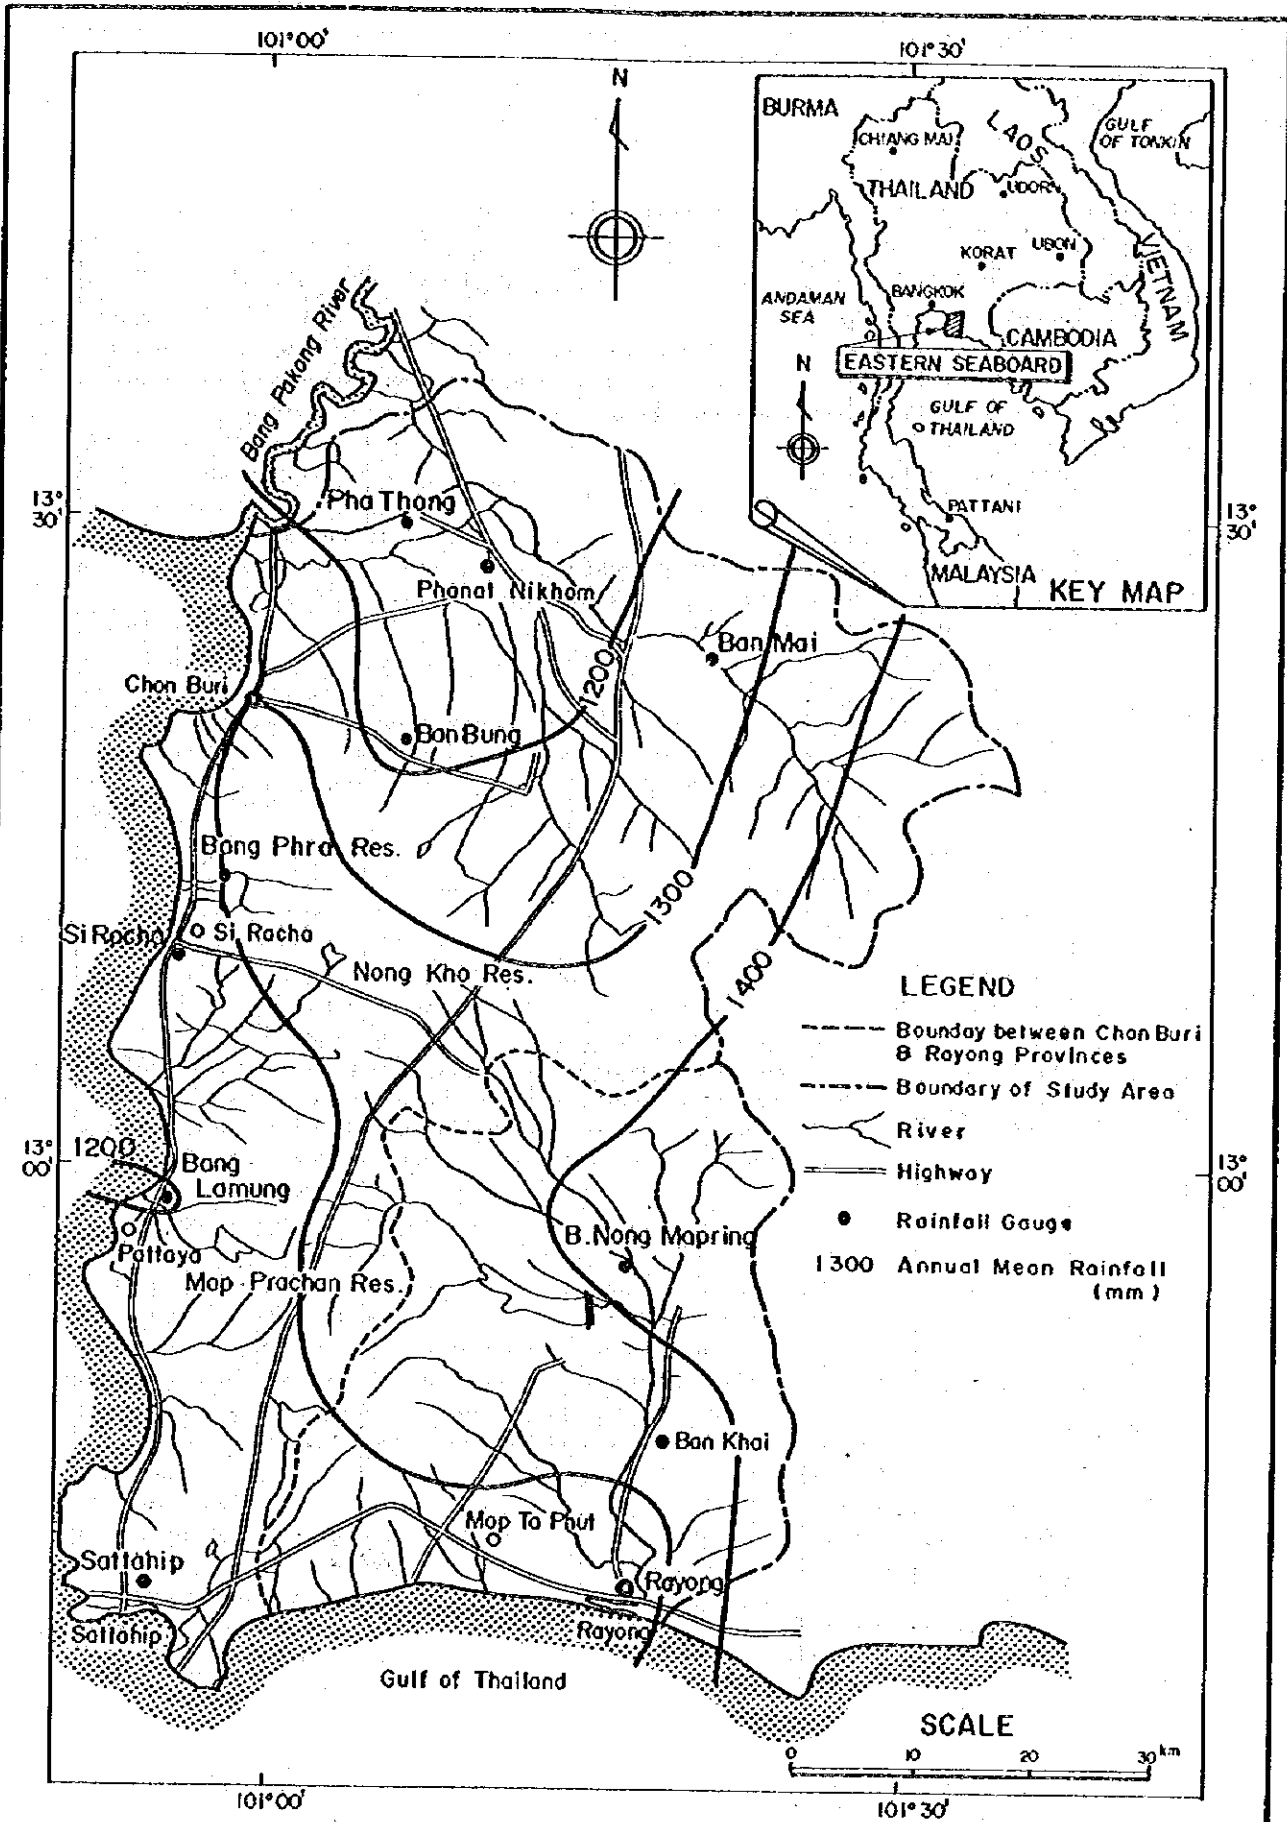 101°00'
101°30'
N
BURMA
CHIANG MAI
LAOS
GULF
OF TONKIN
THAILAND
UDORN
KORAT
UBON
VIETNAM
ANDAMAN
SEA
BANGKOK
CAMBODIA
N
EASTERN SEABOARD
GULF OF
THAILAND
PATTANI
MALAYSIA
KEY MAP
Bang Pakong River
13°
30'
13°
30'
Pha Thong
Phanat Nikhom
Ban Mai
1200
Chon Buri
Ban Bung
Bang Phra Res.
1300
Si Racha
Si Racha
Nong Kho Res.
1400
LEGEND
Bounday between Chon Buri
& Rayong Provinces
Boundary of Study Area
River
Highway
Rainfall Gauge
1300 Annual Mean Rainfall
(mm)
13°
00'
1200
Bang
Lamung
13°
00'
Pattaya
B.Nong Mapring
Map Prachan Res.
Ban Khai
Map Ta Phut
Sattahip
Rayong
Sattahip
Rayong
Gulf of Thailand
SCALE
0 10 20 30 km
101°00'
101°30'